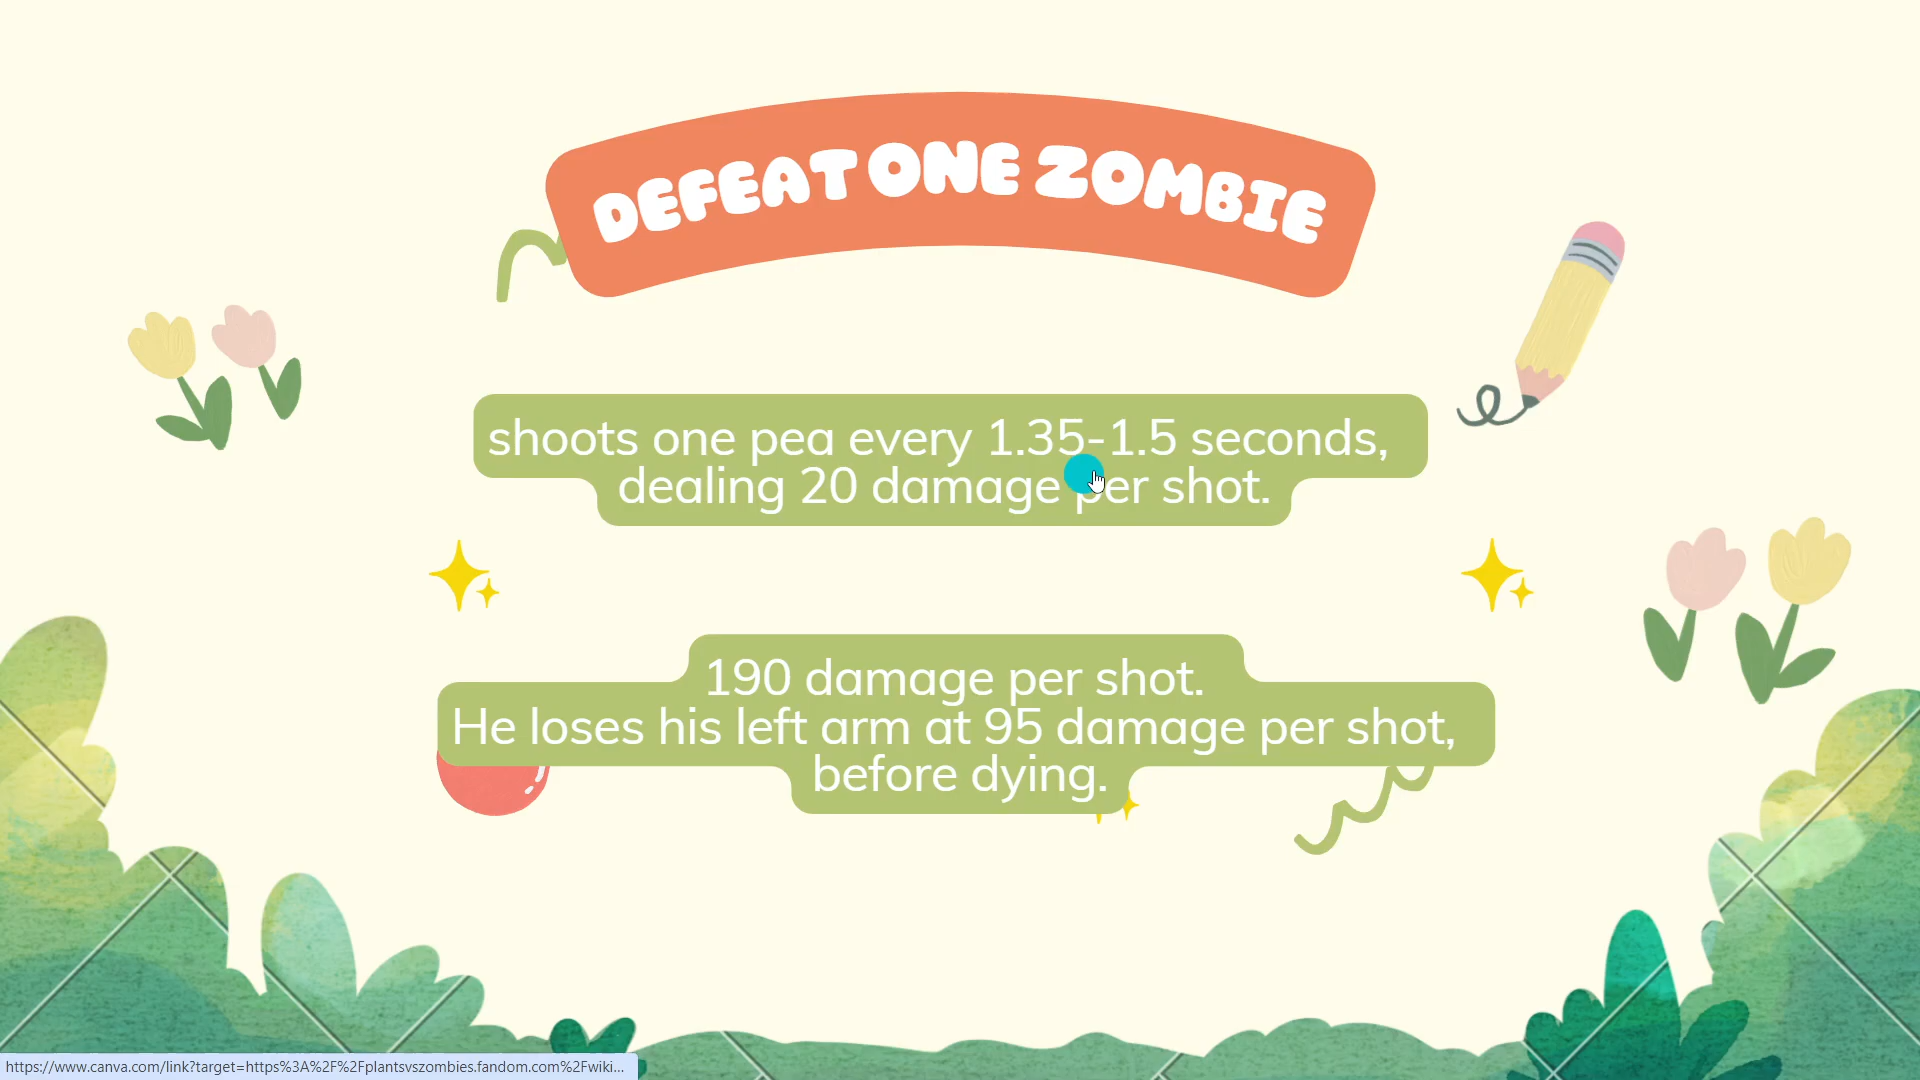 DEFEAT ONE ZOMBIE
shoots one pea every 1.35-1.5 seconds,
dealing 20 damage per shot.
190 damage per shot.
He loses his left arm at 95 damage per shot,
before dying.
https://www.canva.com/link?target=https%3A%2F%2Fplantsvszombies.fandom.com%2Fwiki...